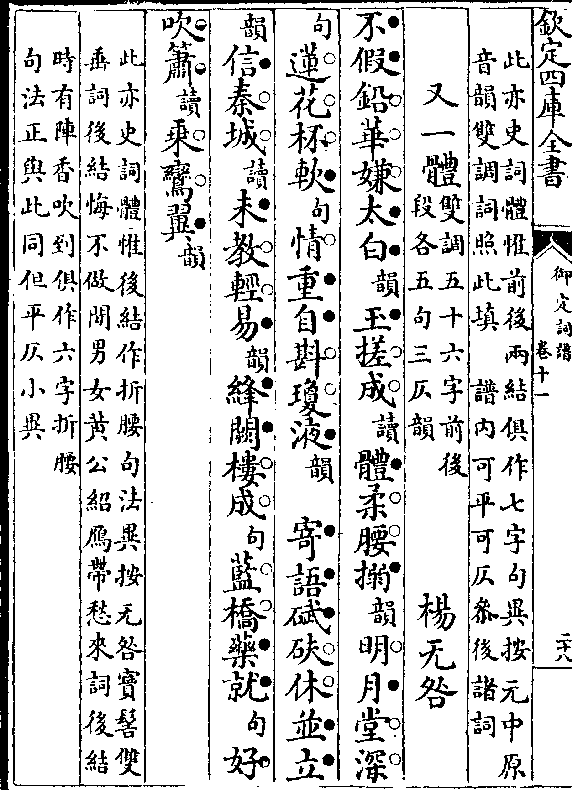 欽定四庫全書
御定詞譜
卷十一
二十八
此亦史詞體惟前後兩結俱作七字句異按元中原
音韻雙調詞照此填　譜内可平可仄叅後諸詞
又一體　雙調五十六字前後
段各五句三仄韻　楊无咎
不假鉛華嫌太白韻玉搓成讀體柔腰搦韻明月堂深
句蓮花杯軟句情重自斟瓊液韻　寄語碔砆休並立
韻信秦城讀未教輕易韻絳闕樓成句藍橋藥就句好
吹簫讀乗鸞翼韻
此亦史詞體惟後結作折腰句法異按无咎寶髻雙
垂詞後結悔不做閒男女黄公紹鴈帶愁來詞後結
時有陣香吹到俱作六字折腰
句法正與此同但平仄小異